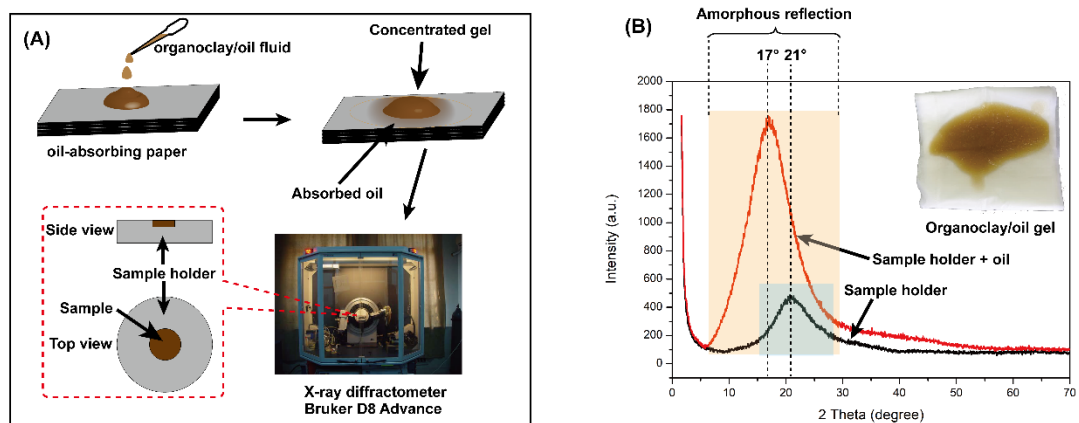 (A)
organoclay/oil fluid
oil-absorbing paper
Concentrated gel
Absorbed oil
Side view
Sample holder
Sample
Top view
X-ray diffractometer
Bruker D8 Advance
(B)
Amorphous reflection
17° 21°
2000
1800
1600
1400
1200
1000
800
600
400
200
0
Intensity (a.u.)
Organoclay/oil gel
Sample holder + oil
Sample holder
0 10 20 30 40 50 60 70
2 Theta (degree)